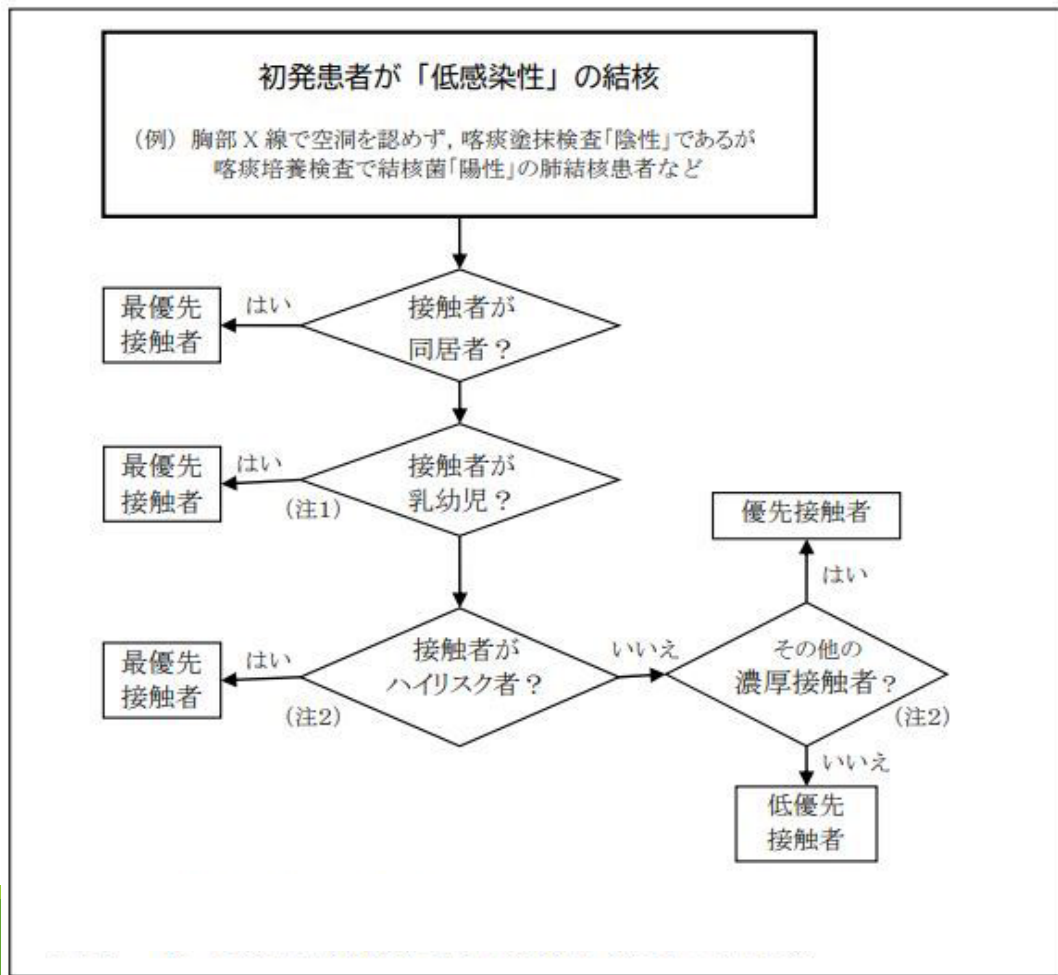 初発患者が「低感染性」の結核
（例）胸部 X 線で空洞を認めず，喀痰塗抹検査「陰性」であるが
喀痰培養検査で結核菌「陽性」の肺結核患者など
最優先
接触者
はい
接触者が
同居者？
最優先
接触者
はい
（注1）
接触者が
乳幼児？
優先接触者
はい
最優先
接触者
はい
（注2）
接触者が
ハイリスク者？
いいえ
その他の
濃厚接触者？
（注2）
いいえ
低優先
接触者